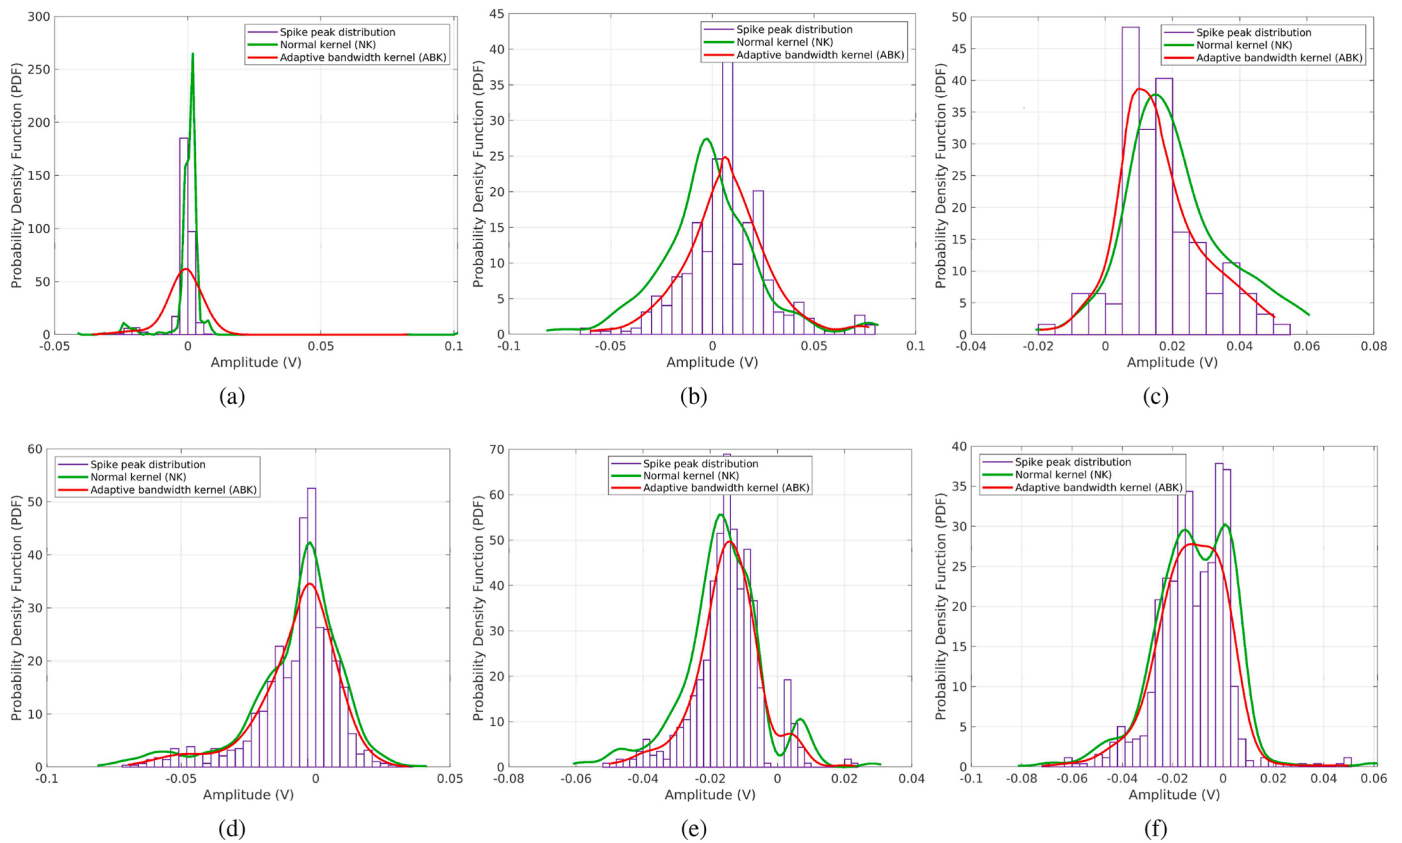 300
250
200
150
100
50
0
-0.05
0
0.05
0.1
Probability Density Function (PDF)
Amplitude (V)
Spike peak distribution
Normal kernel (NK)
Adaptive bandwidth kernel (ABK)
(a)
45
40
35
30
25
20
15
10
5
0
-0.1
-0.05
0
0.05
0.1
Probability Density Function (PDF)
Amplitude (V)
Spike peak distribution
Normal kernel (NK)
Adaptive bandwidth kernel (ABK)
(b)
50
45
40
35
30
25
20
15
10
5
0
-0.04
-0.02
0
0.02
0.04
0.06
0.08
Probability Density Function (PDF)
Amplitude (V)
Spike peak distribution
Normal kernel (NK)
Adaptive bandwidth kernel (ABK)
(c)
60
50
40
30
20
10
0
-0.1
-0.05
0
0.05
Probability Density Function (PDF)
Amplitude (V)
Spike peak distribution
Normal kernel (NK)
Adaptive bandwidth kernel (ABK)
(d)
70
60
50
40
30
20
10
0
-0.08
-0.06
-0.04
-0.02
0
0.02
0.04
Probability Density Function (PDF)
Amplitude (V)
Spike peak distribution
Normal kernel (NK)
Adaptive bandwidth kernel (ABK)
(e)
40
35
30
25
20
15
10
5
0
-0.1
-0.08
-0.06
-0.04
-0.02
0
0.02
0.04
0.06
Probability Density Function (PDF)
Amplitude (V)
Spike peak distribution
Normal kernel (NK)
Adaptive bandwidth kernel (ABK)
(f)